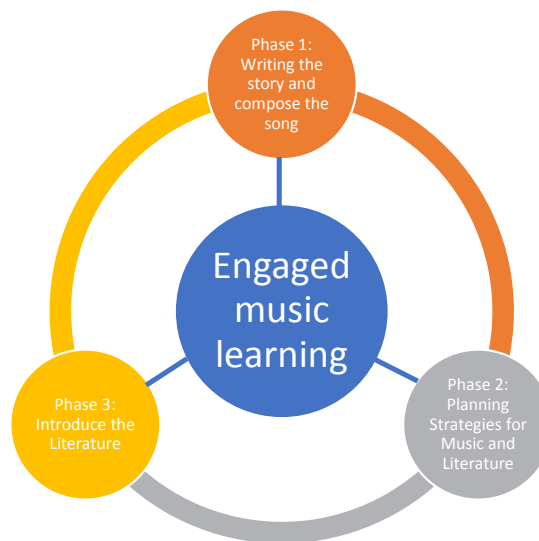 Phase 1:
Writing the
story and
compose the
song
Engaged
music
learning
Phase 2:
Planning
Strategies for
Music and
Literature
Phase 3:
Introduce the
Literature